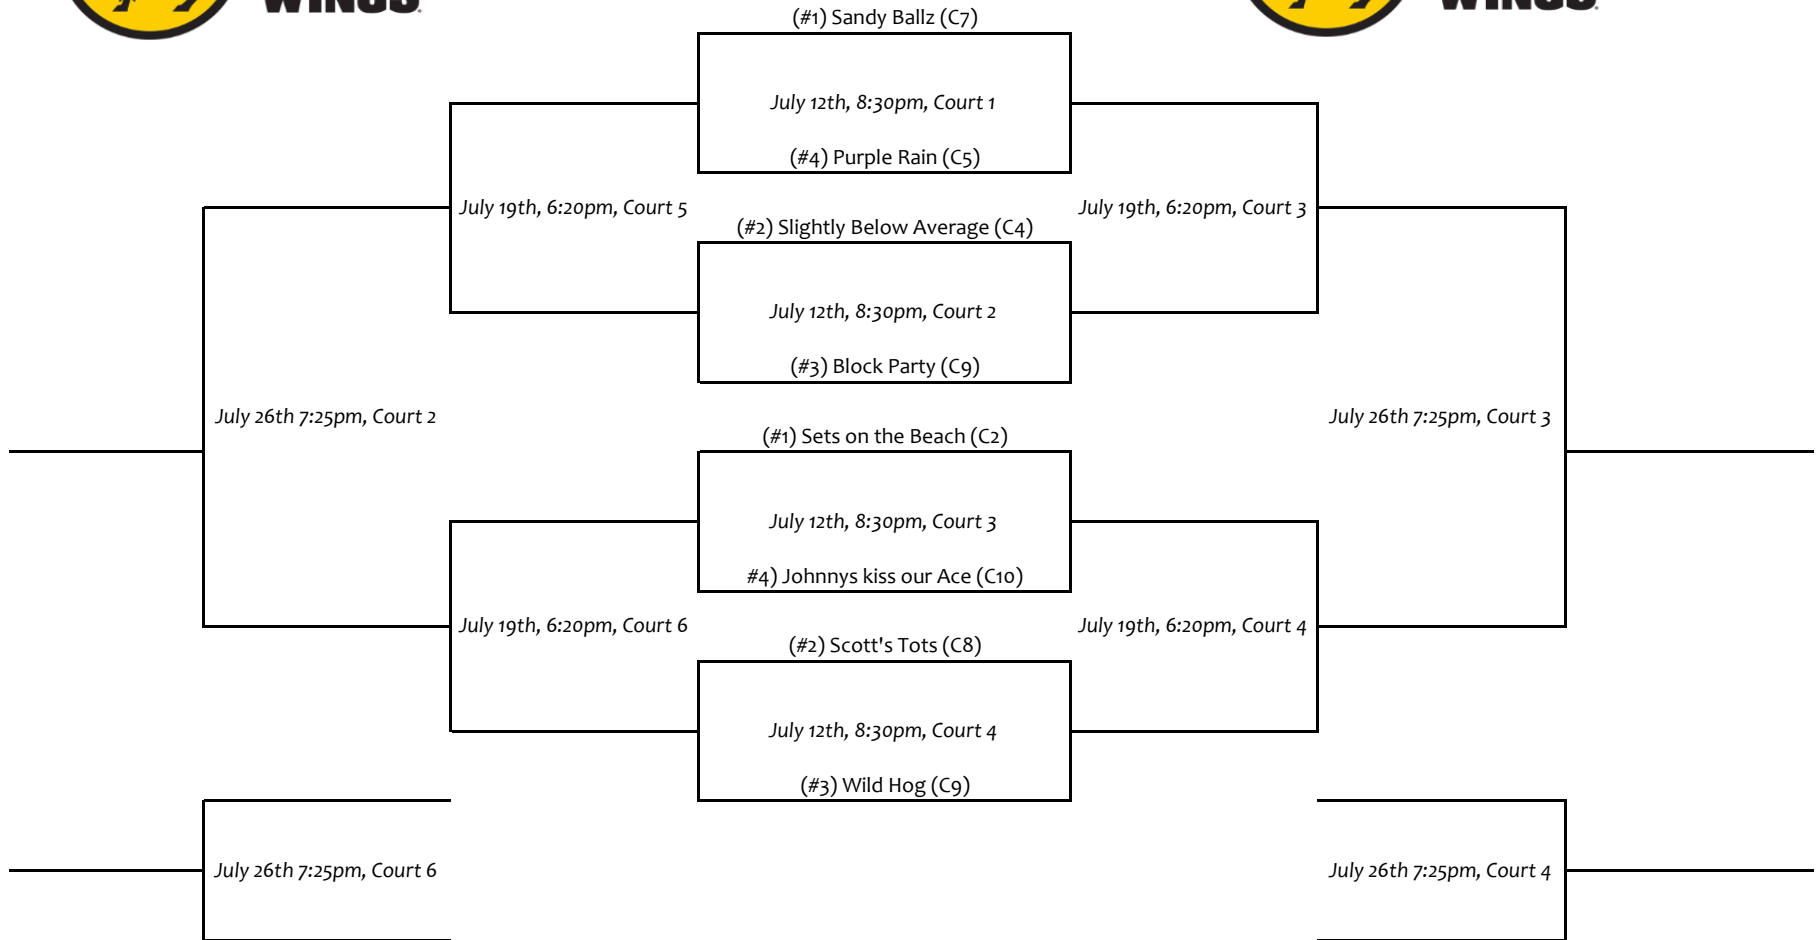 WINGS
WINGS
(#1) Sandy Ballz (C7)
July 12th, 8:30pm, Court 1
(#4) Purple Rain (C5)
July 19th, 6:20pm, Court 5
July 19th, 6:20pm, Court 3
(#2) Slightly Below Average (C4)
July 12th, 8:30pm, Court 2
(#3) Block Party (C9)
July 26th 7:25pm, Court 2
July 26th 7:25pm, Court 3
(#1) Sets on the Beach (C2)
July 12th, 8:30pm, Court 3
#4) Johnnys kiss our Ace (C10)
July 19th, 6:20pm, Court 6
July 19th, 6:20pm, Court 4
(#2) Scott's Tots (C8)
July 12th, 8:30pm, Court 4
(#3) Wild Hog (C9)
July 26th 7:25pm, Court 6
July 26th 7:25pm, Court 4